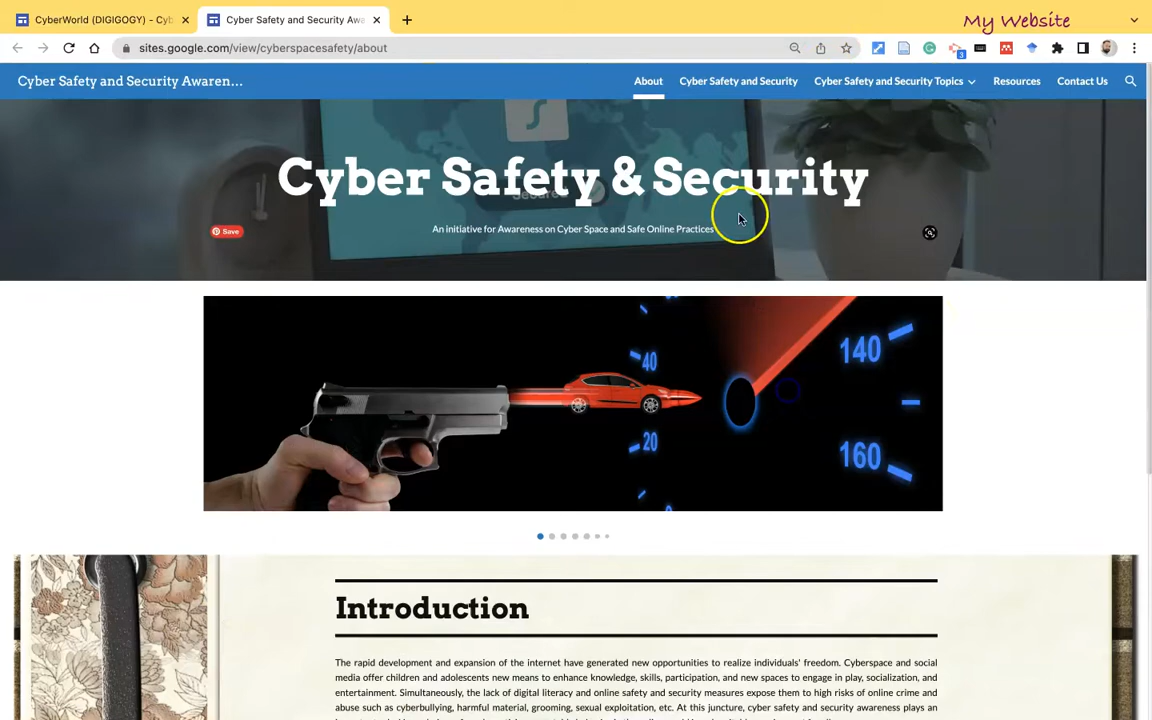 CyberWorld (DIGIGOGY) - Cyb
Cyber Safety and Security Awa
My Website
sites.google.com/view/cyberspacesafety/about
3
Cyber Safety and Security Awaren...
About
Cyber Safety and Security
Cyber Safety and Security Topics
Resources
Contact Us
Cyber Safety & Security
Secured
An initiative for Awareness on Cyber Space and Safe Online Practices
Save
40
140
20
160
Introduction
The rapid development and expansion of the internet have generated new opportunities to realize individuals' freedom. Cyberspace and social
media offer children and adolescents new means to enhance knowledge, skills, participation, and new spaces to engage in play, socialization, and
entertainment. Simultaneously, the lack of digital literacy and online safety and security measures expose them to high risks of online crime and
abuse such as cyberbullying, harmful material, grooming, sexual exploitation, etc. At this juncture, cyber safety and security awareness plays an